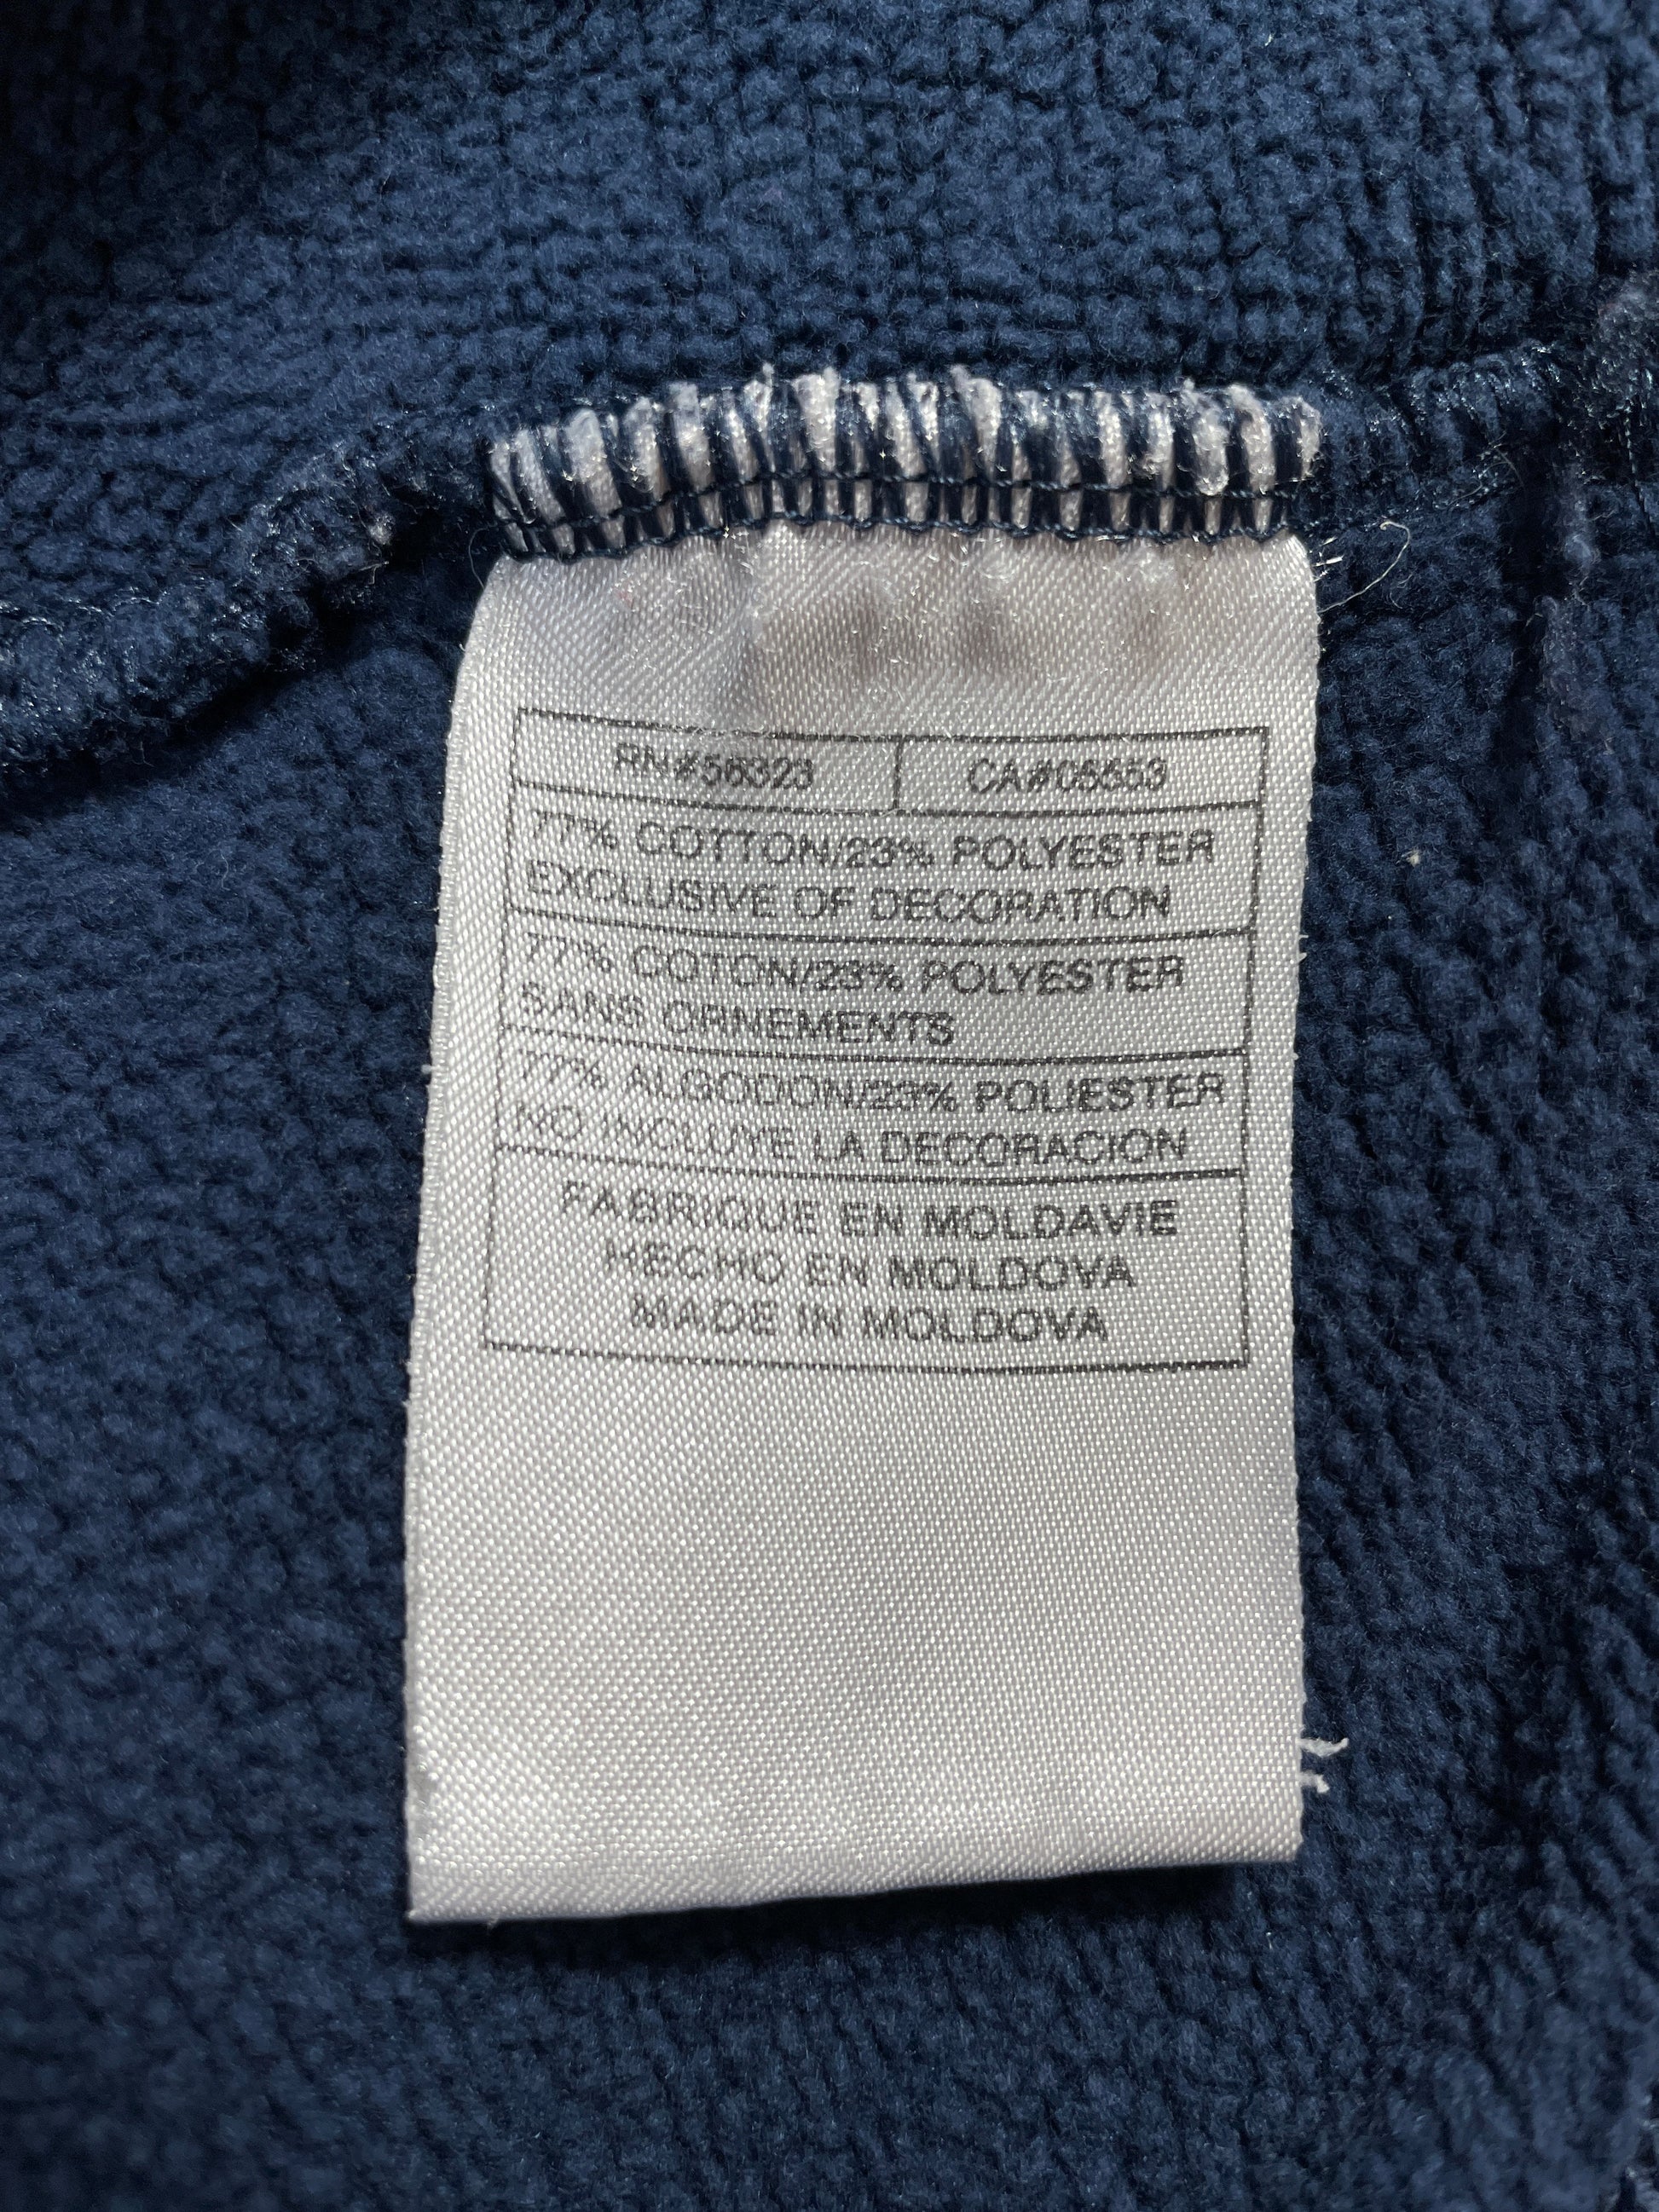 RN#56323 CA#05553
77% COTTON/23% POLYESTER
EXCLUSIVE OF DECORATION
77% COTON/23% POLYESTER
SANS ORNEMENTS
77% ALGODON/23% POLIESTER
NO INCLUYE LA DECORACION
FABRIQUE EN MOLDAVIE
HECHO EN MOLDOVA
MADE IN MOLDOVA